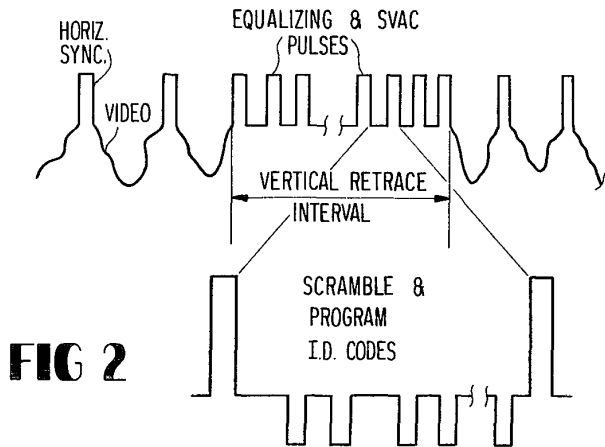 EQUALIZING & SVAC
PULSES
HORIZ.
SYNC.
VIDEO
VERTICAL RETRACE
INTERVAL
SCRAMBLE &
PROGRAM
I.D. CODES
FIG 2